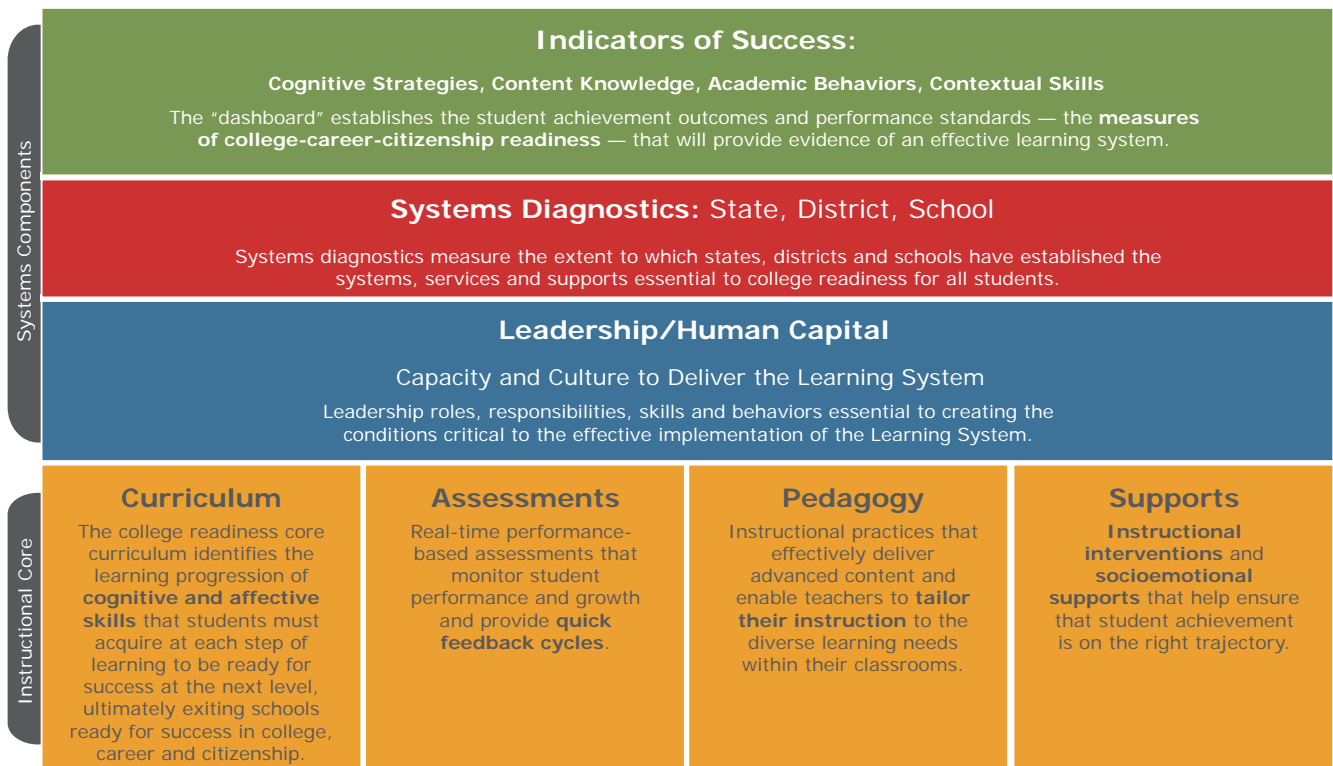 Systems Components
Indicators of Success:
Cognitive Strategies, Content Knowledge, Academic Behaviors, Contextual Skills
The “dashboard” establishes the student achievement outcomes and performance standards — the measures
of college-career-citizenship readiness — that will provide evidence of an effective learning system.
Systems Diagnostics: State, District, School
Systems diagnostics measure the extent to which states, districts and schools have established the
systems, services and supports essential to college readiness for all students.
Leadership/Human Capital
Capacity and Culture to Deliver the Learning System
Leadership roles, responsibilities, skills and behaviors essential to creating the
conditions critical to the effective implementation of the Learning System.
Instructional Core
Curriculum
The college readiness core
curriculum identifies the
learning progression of
cognitive and affective
skills that students must
acquire at each step of
learning to be ready for
success at the next level,
ultimately exiting schools
ready for success in college,
career and citizenship.
Assessments
Real-time performance-
based assessments that
monitor student
performance and growth
and provide quick
feedback cycles.
Pedagogy
Instructional practices that
effectively deliver
advanced content and
enable teachers to tailor
their instruction to the
diverse learning needs
within their classrooms.
Supports
Instructional
interventions and
socioemotional
supports that help ensure
that student achievement
is on the right trajectory.